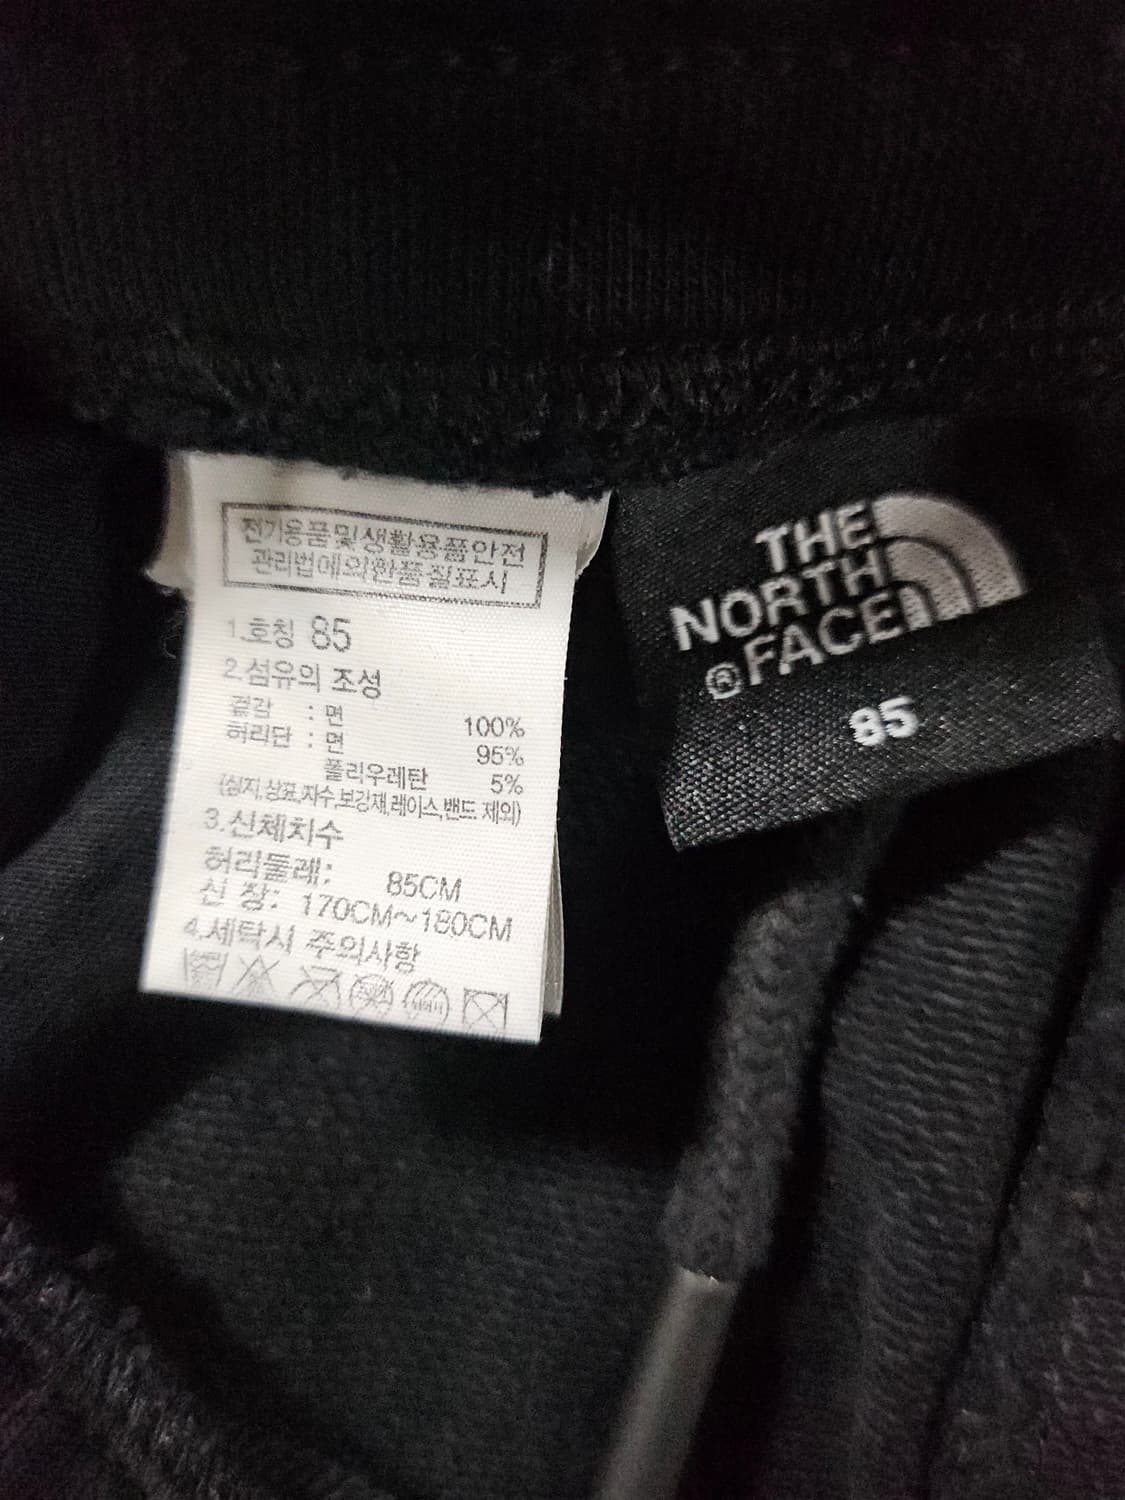 전기용품및생활용품안전
관리법에의한품질표시
1.호칭 85
2.섬유의 조성
겉감 : 면 100%
허리단 : 면 95%
폴리우레탄 5%
(심지,상표,자수,보강재,레이스,밴드 제외)
3.신체치수
허리둘레: 85CM
신 장: 170CM~180CM
4.세탁시 주의사항
THE
NORTH
®FACE
85